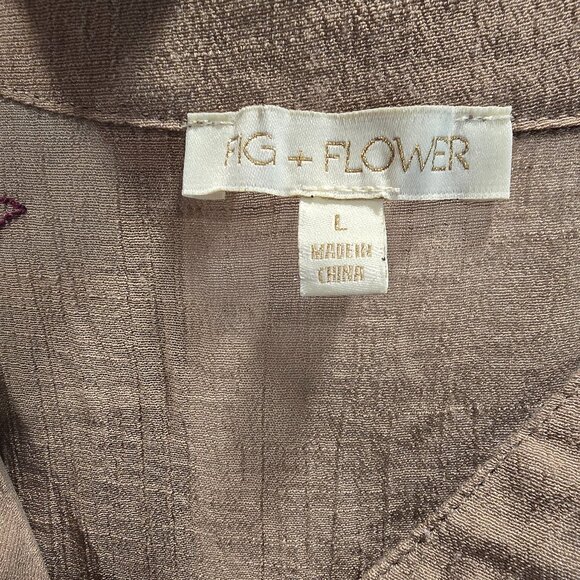 FIG + FLOWER
L
MADE IN
CHINA